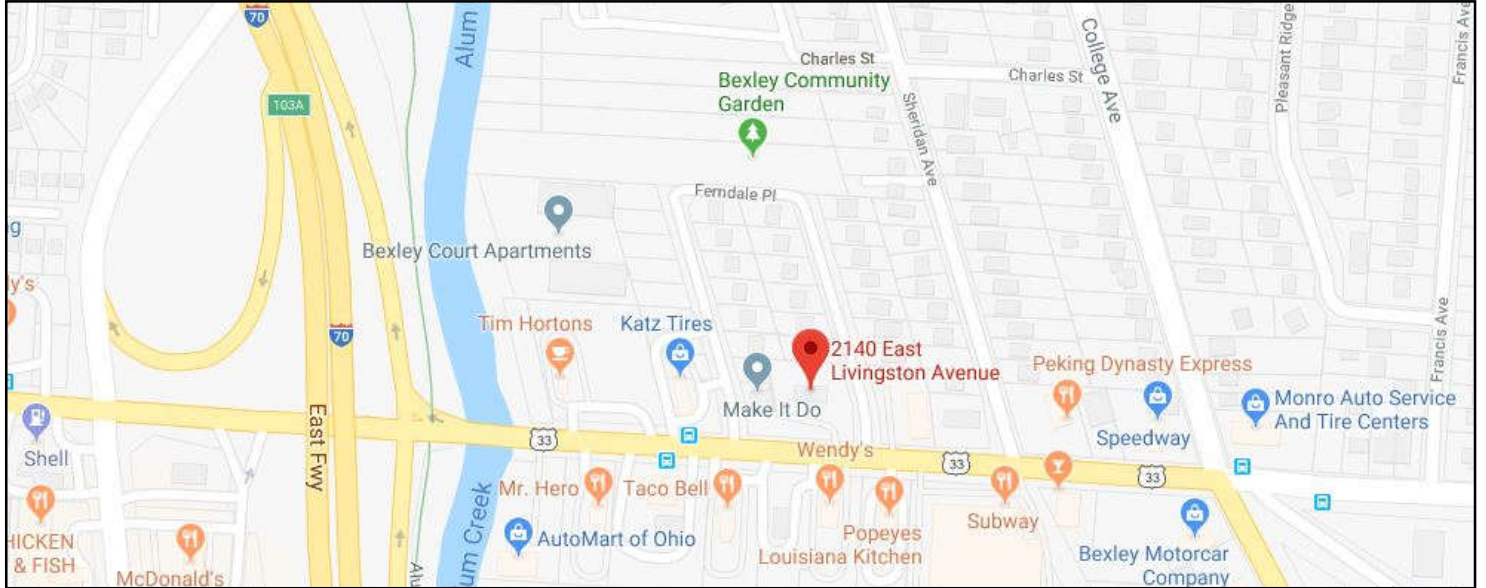 70
Alum
Charles St
Charles St
College Ave
Pleasant Ridge
Francis Ave
Bexley Community
Garden
103A
Sheridan Ave
Ferndale Pl
Bexley Court Apartments
g
y's
70
Tim Hortons
Katz Tires
2140 East
Livingston Avenue
Make It Do
Peking Dynasty Express
Speedway
Monro Auto Service
And Tire Centers
Francis Ave
East Fwy
33
Wendy's
33
33
Shell
Mr. Hero
Taco Bell
Popeyes
Louisiana Kitchen
Subway
Alum Creek
AutoMart of Ohio
Bexley Motorcar
Company
HICKEN
& FISH
McDonald's
Alu